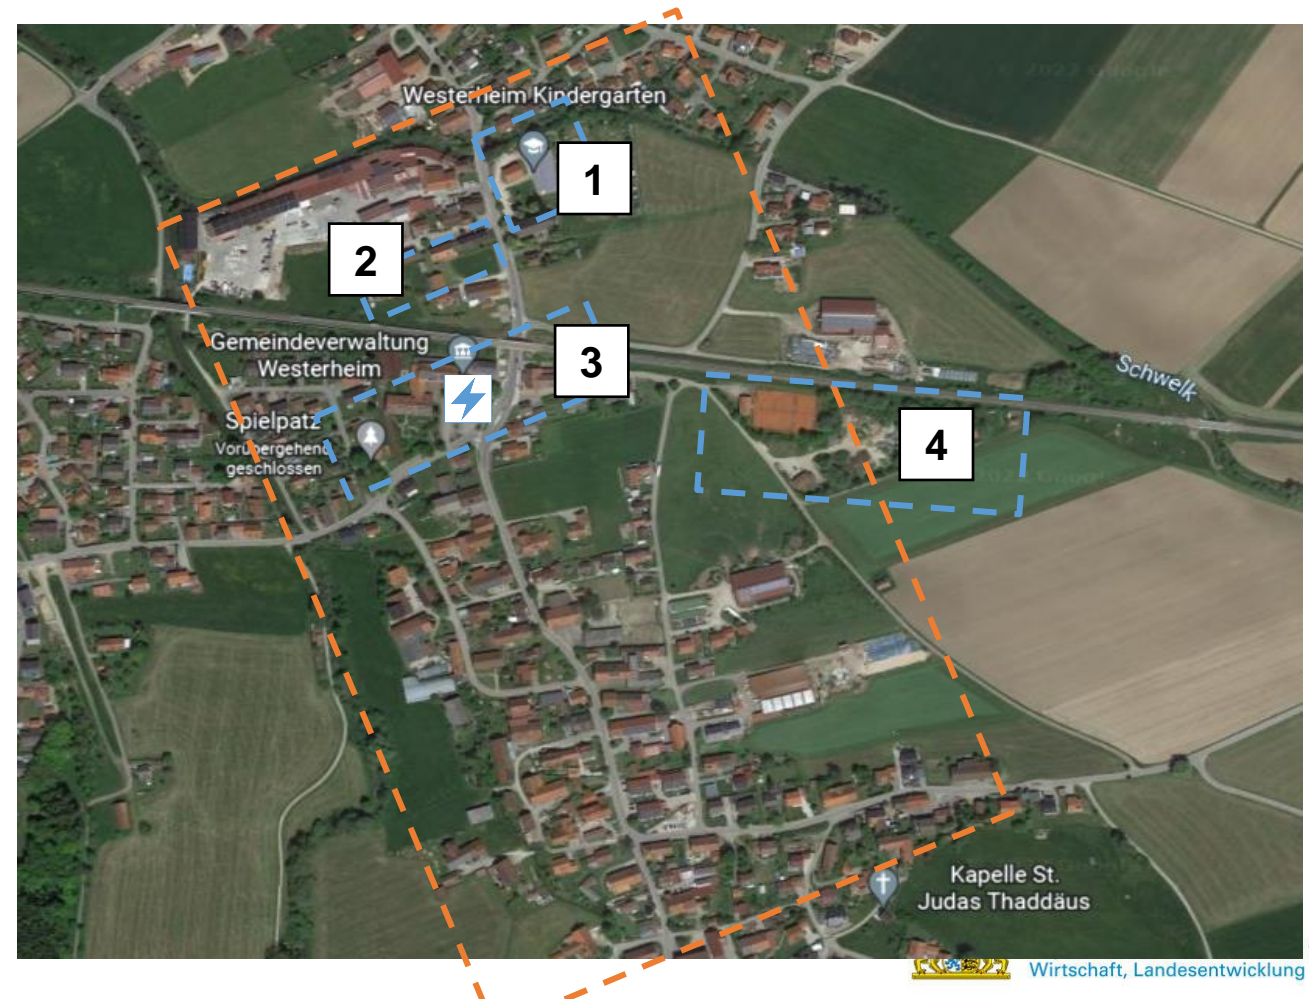 Westerheim Kindergarten
1
2
Gemeindeverwaltung
Westerheim
3
Schwelk
Spielpatz
Vorübergehend
geschlossen
4
Kapelle St.
Judas Thaddäus
Wirtschaft, Landesentwicklung